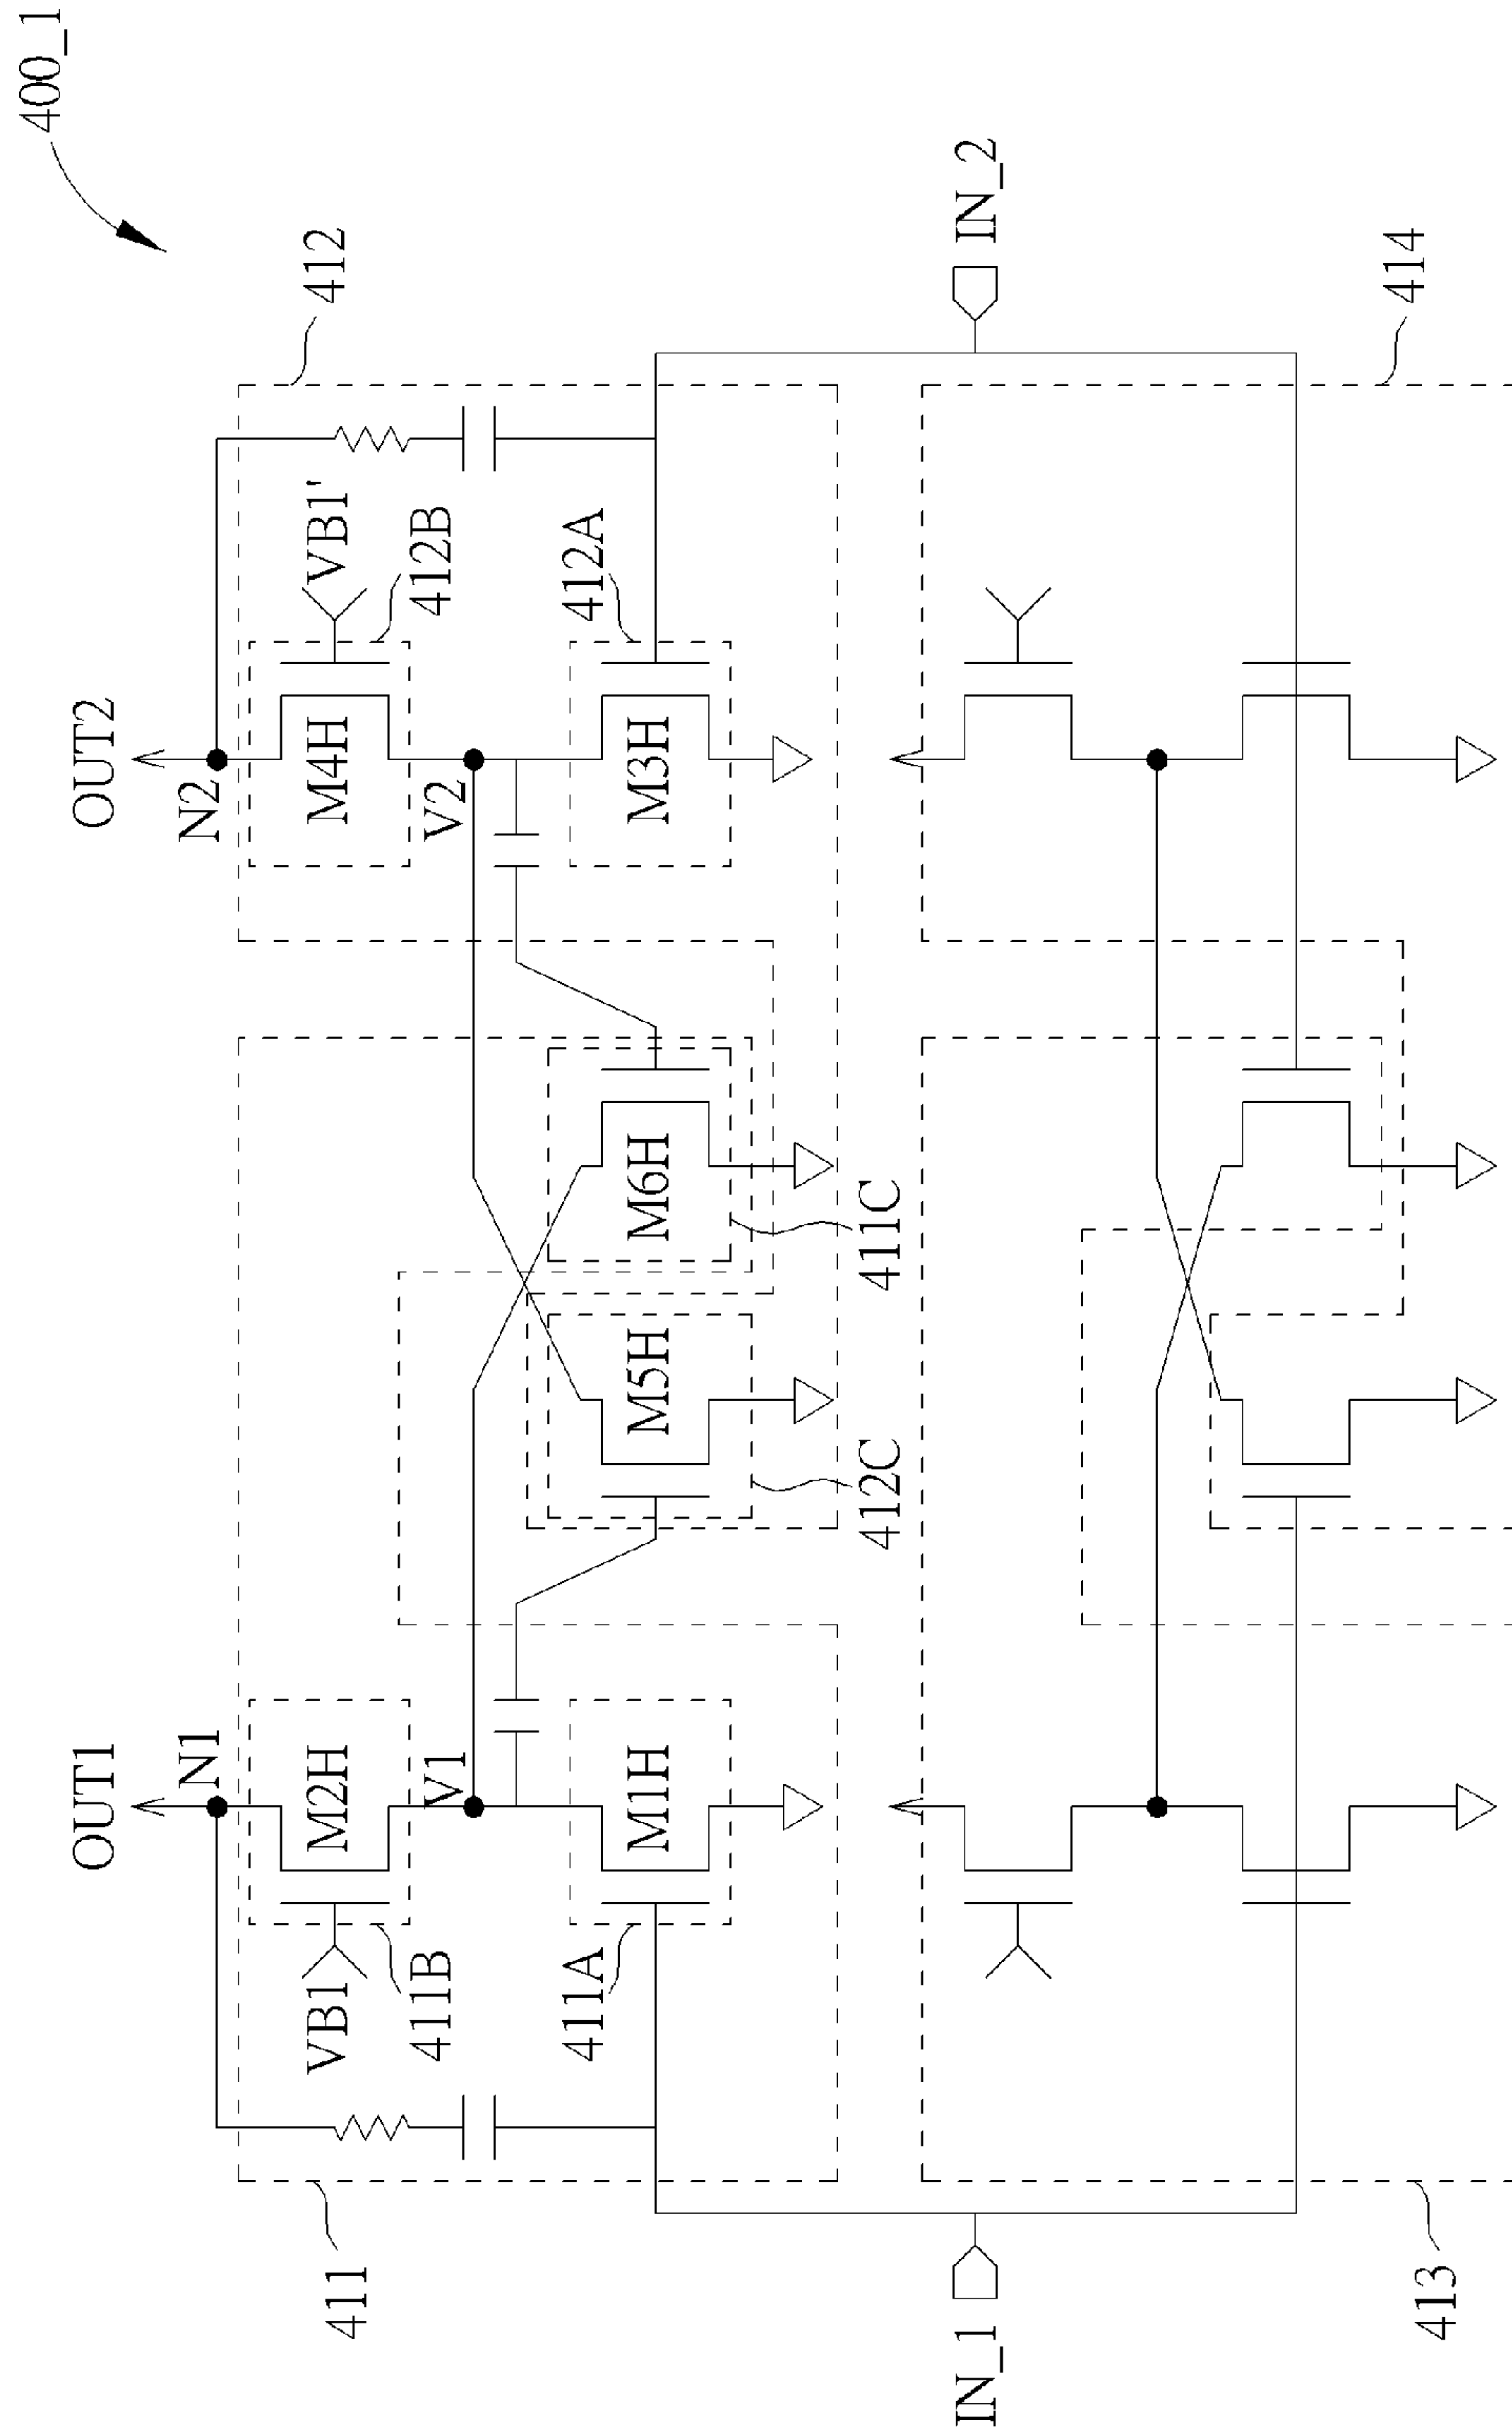 400_1
OUT1
OUT2
N1
N2
411
412
VB1
M2H
M4H
VB1'
411B
412B
V1
V2
411A
M1H
M5H
M6H
M3H
412A
412C
411C
IN_1
IN_2
413
414